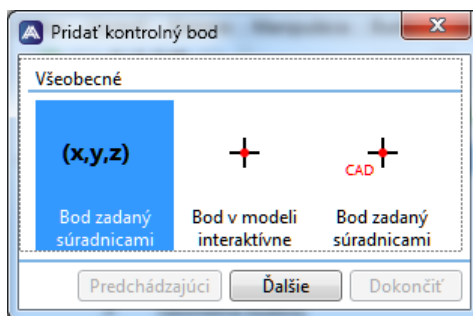 Pridať kontrolný bod
Všeobecné
(x,y,z)
CAD
Bod zadaný súradnicami
Bod v modeli interaktívne
Bod zadaný súradnicami
Predchádzajúci
Ďalšie
Dokončiť